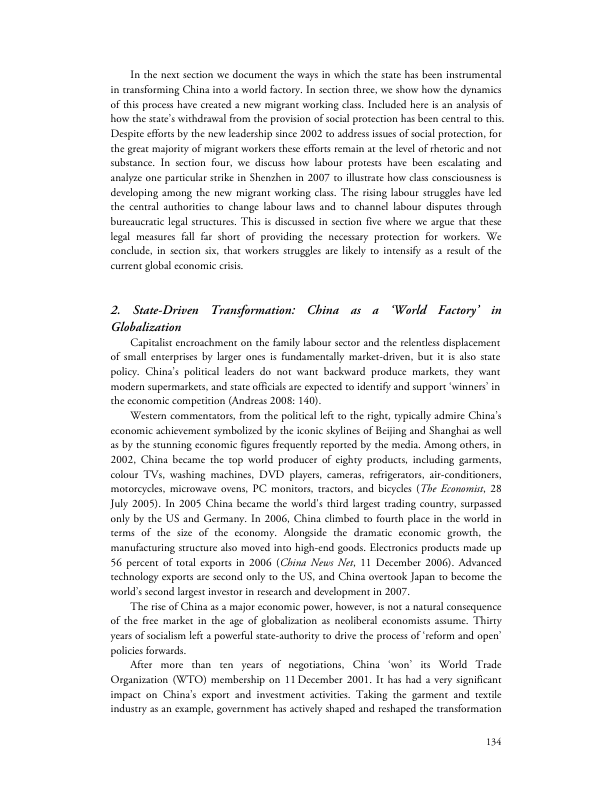 In the next section we document the ways in which the state has been instrumental
in transforming China into a world factory. In section three, we show how the dynamics
of this process have created a new migrant working class. Included here is an analysis of
how the state's withdrawal from the provision of social protection has been central to this.
Despite efforts by the new leadership since 2002 to address issues of social protection, for
the great majority of migrant workers these efforts remain at the level of rhetoric and not
substance. In section four, we discuss how labour protests have been escalating and
analyze one particular strike in Shenzhen in 2007 to illustrate how class consciousness is
developing among the new migrant working class. The rising labour struggles have led
the central authorities to change labour laws and to channel labour disputes through
bureaucratic legal structures. This is discussed in section five where we argue that these
legal measures fall far short of providing the necessary protection for workers. We
conclude, in section six, that workers struggles are likely to intensify as a result of the
current global economic crisis.
2. State-Driven Transformation: China as a ‘World Factory’ in
Globalization
Capitalist encroachment on the family labour sector and the relentless displacement
of small enterprises by larger ones is fundamentally market-driven, but it is also state
policy. China's political leaders do not want backward produce markets, they want
modern supermarkets, and state officials are expected to identify and support ‘winners’ in
the economic competition (Andreas 2008: 140).
Western commentators, from the political left to the right, typically admire China's
economic achievement symbolized by the iconic skylines of Beijing and Shanghai as well
as by the stunning economic figures frequently reported by the media. Among others, in
2002, China became the top world producer of eighty products, including garments,
colour TVs, washing machines, DVD players, cameras, refrigerators, air-conditioners,
motorcycles, microwave ovens, PC monitors, tractors, and bicycles (The Economist, 28
July 2005). In 2005 China became the world's third largest trading country, surpassed
only by the US and Germany. In 2006, China climbed to fourth place in the world in
terms of the size of the economy. Alongside the dramatic economic growth, the
manufacturing structure also moved into high-end goods. Electronics products made up
56 percent of total exports in 2006 (China News Net, 11 December 2006). Advanced
technology exports are second only to the US, and China overtook Japan to become the
world's second largest investor in research and development in 2007.
The rise of China as a major economic power, however, is not a natural consequence
of the free market in the age of globalization as neoliberal economists assume. Thirty
years of socialism left a powerful state-authority to drive the process of ‘reform and open’
policies forwards.
After more than ten years of negotiations, China ‘won’ its World Trade
Organization (WTO) membership on 11 December 2001. It has had a very significant
impact on China's export and investment activities. Taking the garment and textile
industry as an example, government has actively shaped and reshaped the transformation
134